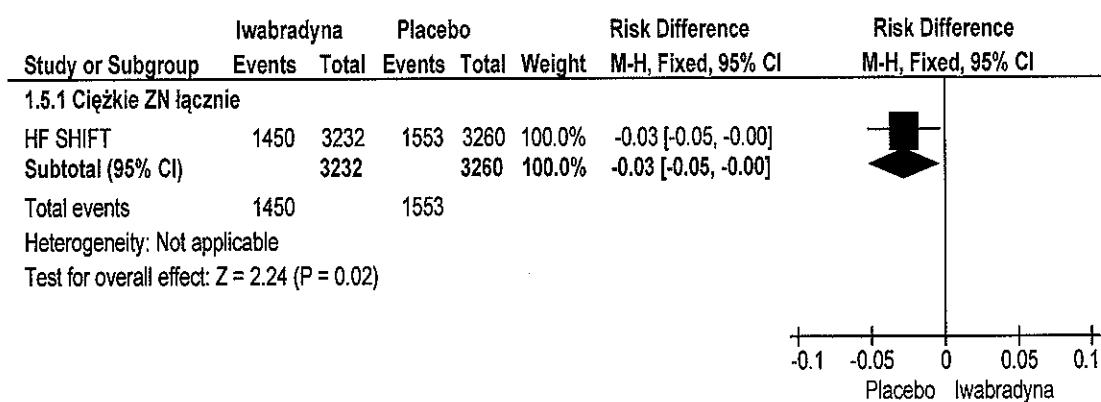 Iwabradyna Placebo Risk Difference Risk Difference
Study or Subgroup Events Total Events Total Weight M-H, Fixed, 95% CI M-H, Fixed, 95% CI
1.5.1 Ciężkie ZN łącznie
HF SHIFT 1450 3232 1553 3260 100.0% -0.03 [-0.05, -0.00]
Subtotal (95% CI) 3232 3260 100.0% -0.03 [-0.05, -0.00]
Total events 1450 1553
Heterogeneity: Not applicable
Test for overall effect: Z = 2.24 (P = 0.02)
-0.1 -0.05 0 0.05 0.1
Placebo Iwabradyna